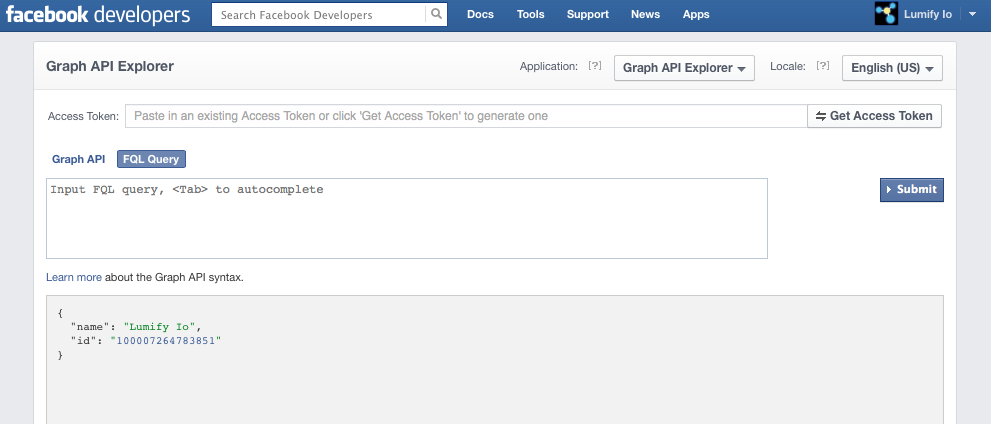 facebook developers Search Facebook Developers Docs Tools Support News Apps Lumify Io
Graph API Explorer Application: [?] Graph API Explorer Locale: [?] English (US)
Access Token: Paste in an existing Access Token or click 'Get Access Token' to generate one Get Access Token
Graph API FQL Query
Input FQL query, <Tab> to autocomplete Submit
Learn more about the Graph API syntax.
{
"name": "Lumify Io",
"id": "100007264783851"
}